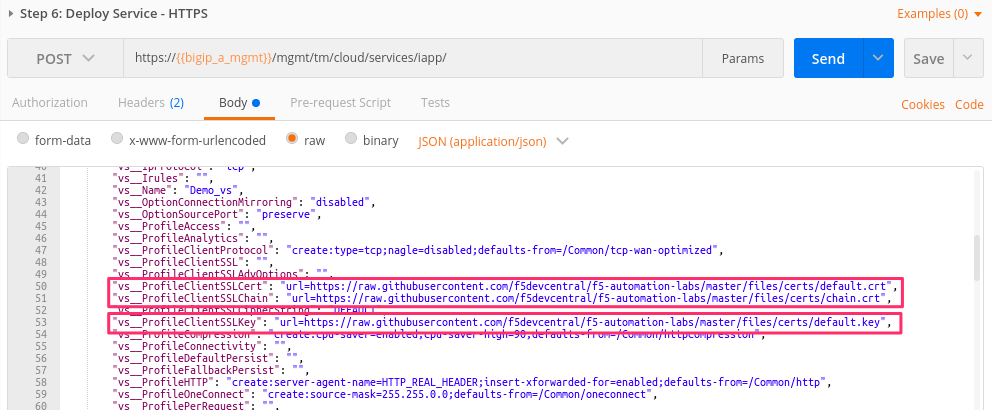 Step 6: Deploy Service - HTTPS
Examples (0)
POST
https://{{bigip_a_mgmt}}/mgmt/tm/cloud/services/iapp/
Params
Send
Save
Authorization
Headers (2)
Body
Pre-request Script
Tests
Cookies
Code
form-data
x-www-form-urlencoded
raw
binary
JSON (application/json)
40 "vs__IpProtocol": "tcp",
41 "vs__Irules": "",
42 "vs__Name": "Demo_vs",
43 "vs__OptionConnectionMirroring": "disabled",
44 "vs__OptionSourcePort": "preserve",
45 "vs__ProfileAccess": "",
46 "vs__ProfileAnalytics": "",
47 "vs__ProfileClientProtocol": "create:type=tcp;nagle=disabled;defaults-from=/Common/tcp-wan-optimized",
48 "vs__ProfileClientSSL": "",
49 "vs__ProfileClientSSLAdvOptions": "",
50 "vs__ProfileClientSSLCert": "url=https://raw.githubusercontent.com/f5devcentral/f5-automation-labs/master/files/certs/default.crt",
51 "vs__ProfileClientSSLChain": "url=https://raw.githubusercontent.com/f5devcentral/f5-automation-labs/master/files/certs/chain.crt",
52 "vs__ProfileClientSSLCipherString": "DEFAULT",
53 "vs__ProfileClientSSLKey": "url=https://raw.githubusercontent.com/f5devcentral/f5-automation-labs/master/files/certs/default.key",
54 "vs__ProfileCompression": "create:cpu-saver=enabled;cpu-saver-high=90;defaults-from=/Common/httpcompression",
55 "vs__ProfileConnectivity": "",
56 "vs__ProfileDefaultPersist": "",
57 "vs__ProfileFallbackPersist": "",
58 "vs__ProfileHTTP": "create:server-agent-name=HTTP_REAL_HEADER;insert-xforwarded-for=enabled;defaults-from=/Common/http",
59 "vs__ProfileOneConnect": "create:source-mask=255.255.0.0;defaults-from=/Common/oneconnect",
60 "vs__ProfilePerRequest": "",